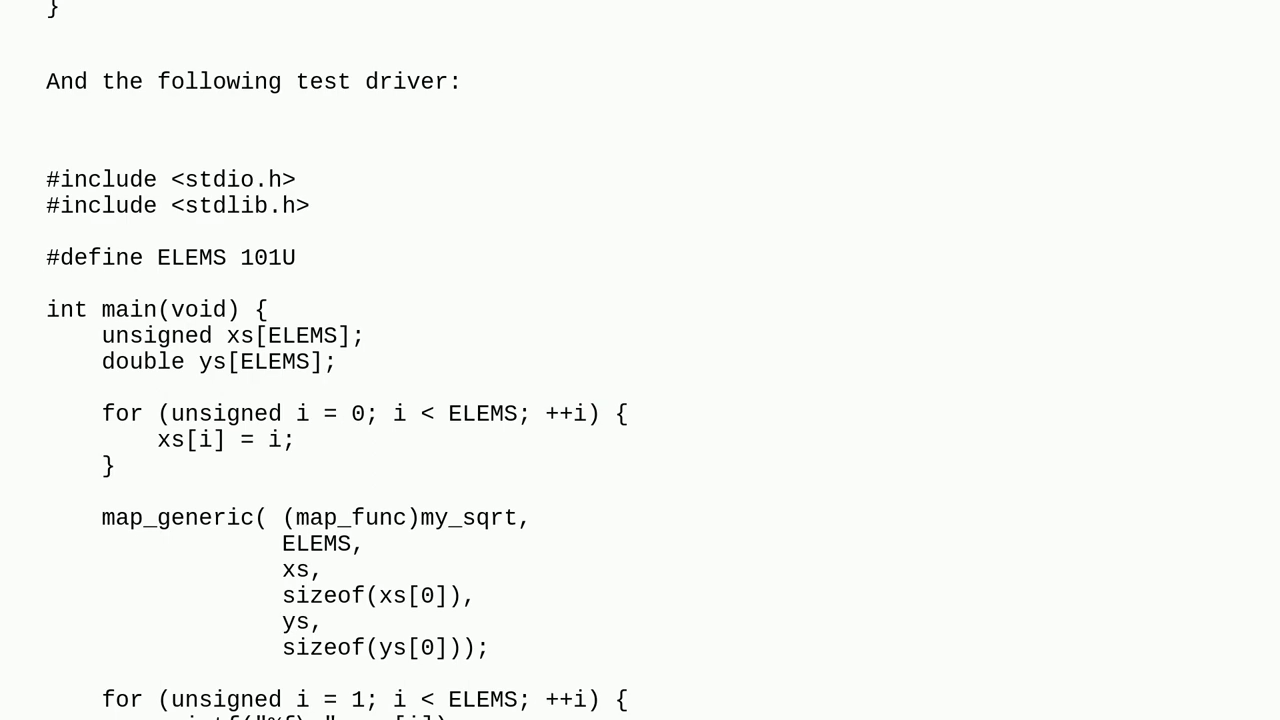 }
And the following test driver:
#include <stdio.h>
#include <stdlib.h>
#define ELEMS 101U
int main(void) {
    unsigned xs[ELEMS];
    double ys[ELEMS];
    for (unsigned i = 0; i < ELEMS; ++i) {
        xs[i] = i;
    }
    map_generic( (map_func)my_sqrt,
                 ELEMS,
                 xs,
                 sizeof(xs[0]),
                 ys,
                 sizeof(ys[0]));
    for (unsigned i = 1; i < ELEMS; ++i) {